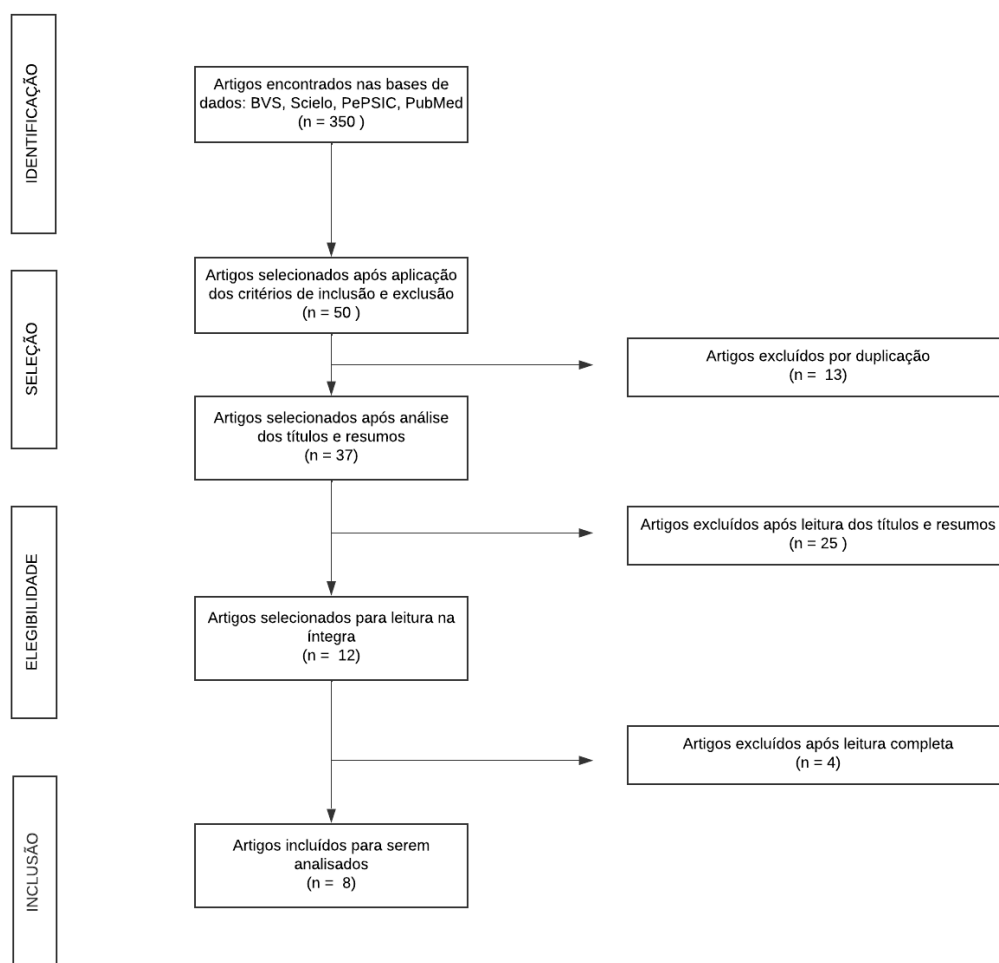 IDENTIFICAÇÃO
Artigos encontrados nas bases de
dados: BVS, Scielo, PePSIC, PubMed
(n = 350 )
SELEÇÃO
Artigos selecionados após aplicação
dos critérios de inclusão e exclusão
(n = 50 )
Artigos excluídos por duplicação
(n =  13)
Artigos selecionados após análise
dos títulos e resumos
(n = 37)
ELEGIBILIDADE
Artigos excluídos após leitura dos títulos e resumos
(n = 25 )
Artigos selecionados para leitura na
íntegra
(n =  12)
Artigos excluídos após leitura completa
(n = 4)
INCLUSÃO
Artigos incluídos para serem
analisados
(n =  8)